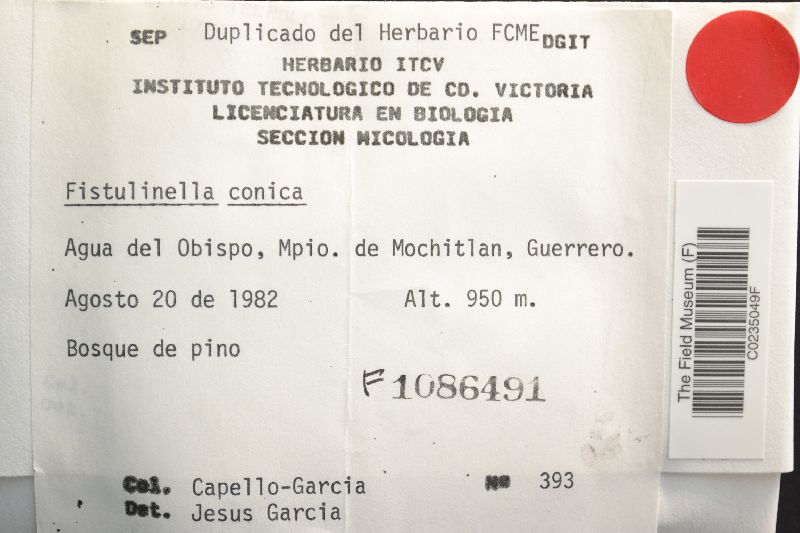 SEP Duplicado del Herbario FCME DGIT
HERBARIO ITCV
INSTITUTO TECNOLOGICO DE CD. VICTORIA
LICENCIATURA EN BIOLOGIA
SECCION MICOLOGIA
Fistulinella conica
Agua del Obispo, Mpio. de Mochitlan, Guerrero.
Agosto 20 de 1982 Alt. 950 m.
Bosque de pino
F1086491
Col. Capello-Garcia Nº 393
Det. Jesus Garcia
The Field Museum (F)
C0235049F